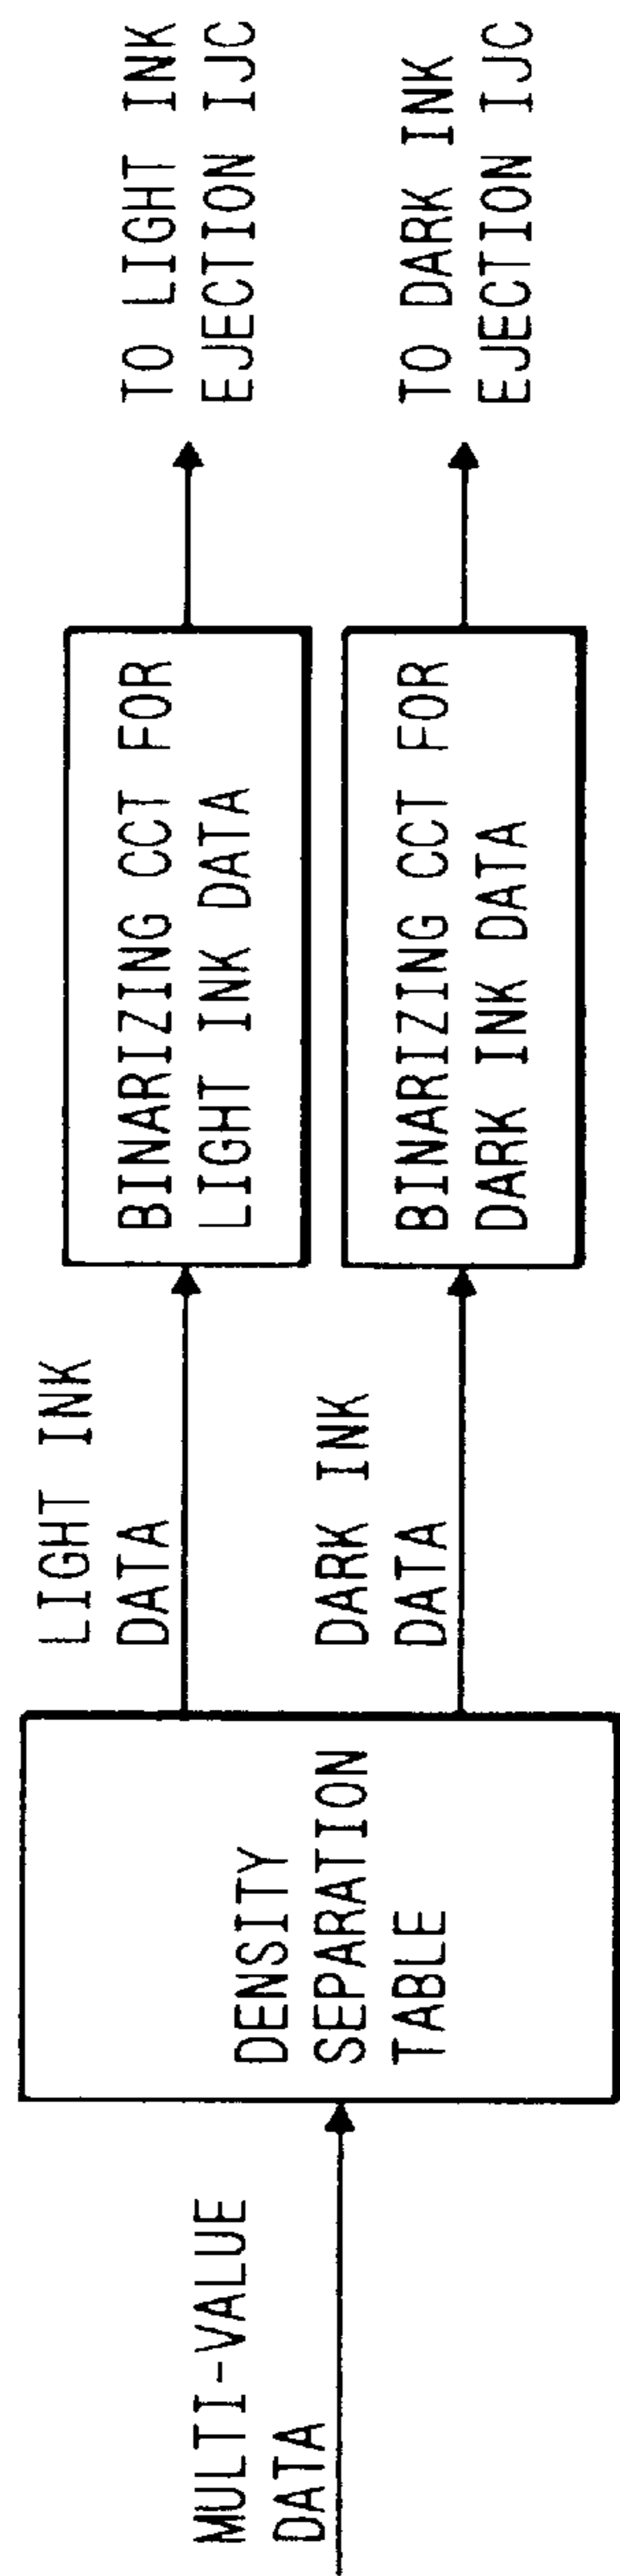 MULTI-VALUE
DATA
DENSITY
SEPARATION
TABLE
LIGHT INK
DATA
DARK INK
DATA
BINARIZING CCT FOR
LIGHT INK DATA
BINARIZING CCT FOR
DARK INK DATA
TO LIGHT INK
EJECTION IJC
TO DARK INK
EJECTION IJC